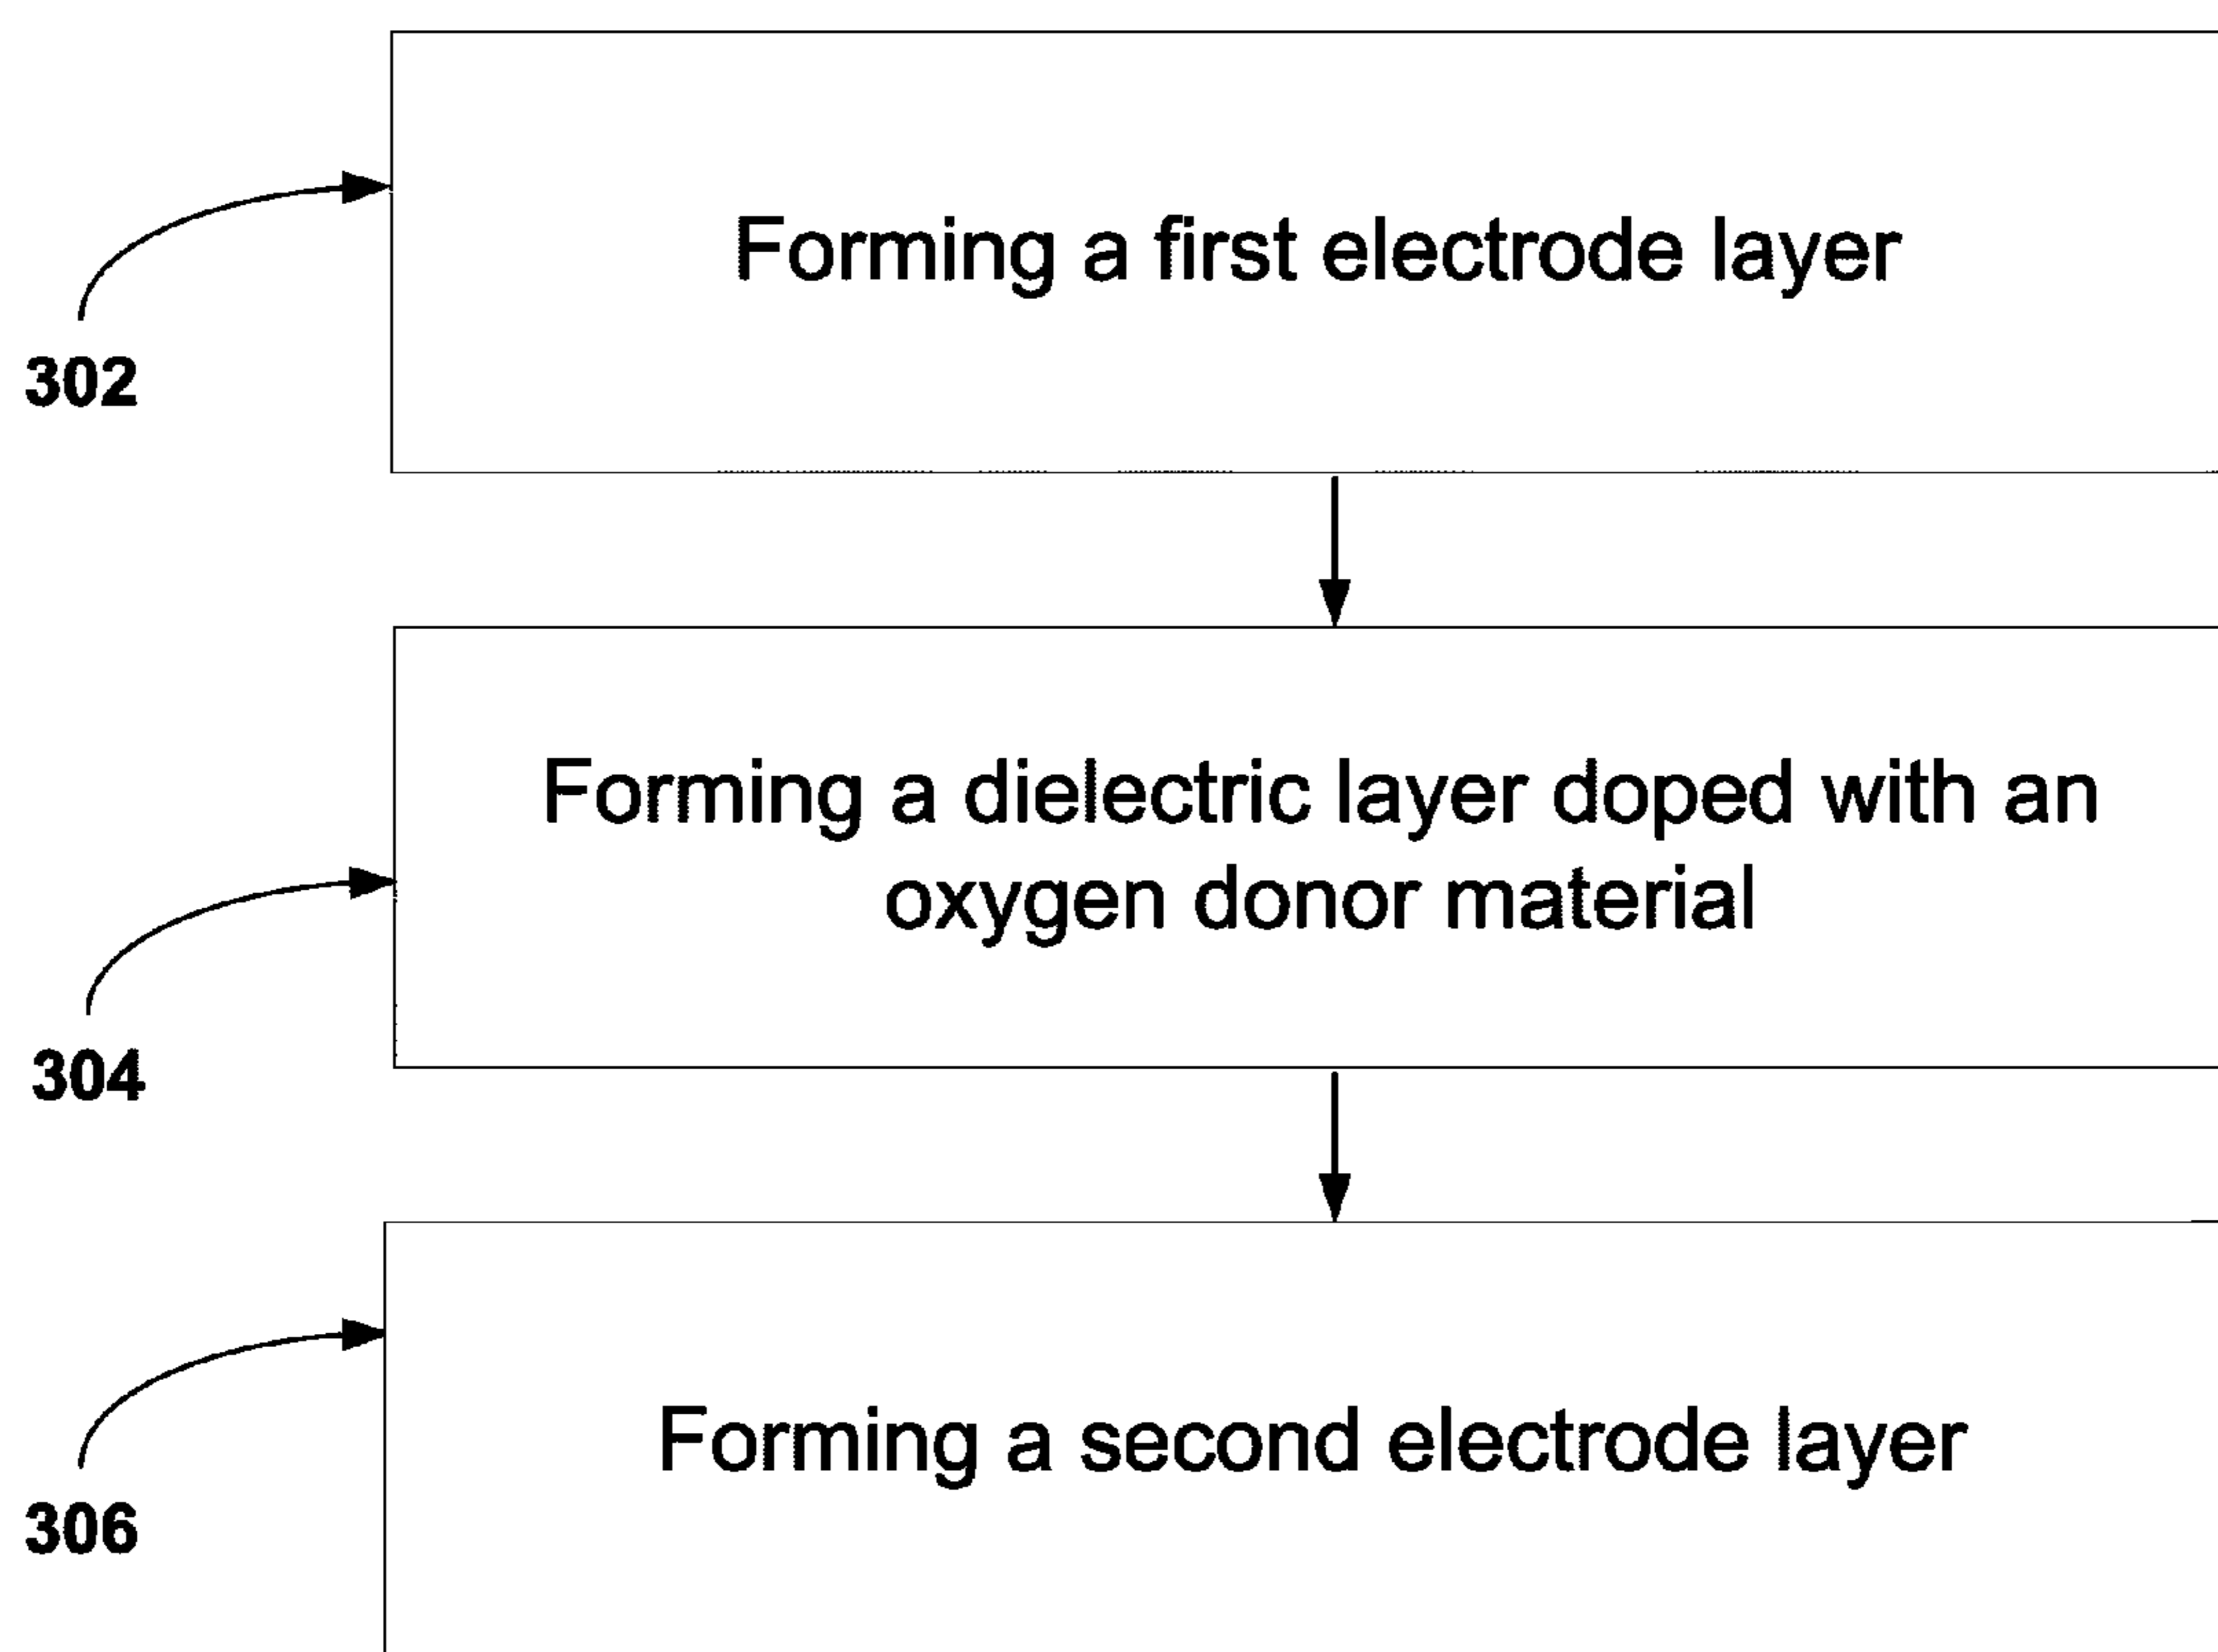 Forming a first electrode layer
302
Forming a dielectric layer doped with an
oxygen donor material
304
Forming a second electrode layer
306